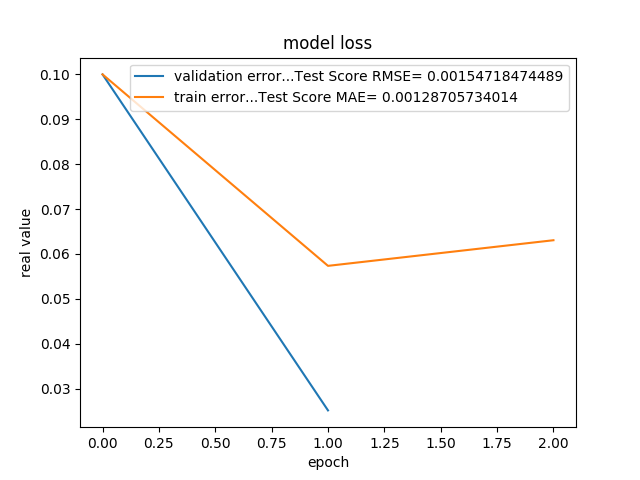 model loss
validation error...Test Score RMSE= 0.00154718474489
train error...Test Score MAE= 0.00128705734014
real value
0.10
0.09
0.08
0.07
0.06
0.05
0.04
0.03
0.00 0.25 0.50 0.75 1.00 1.25 1.50 1.75 2.00
epoch